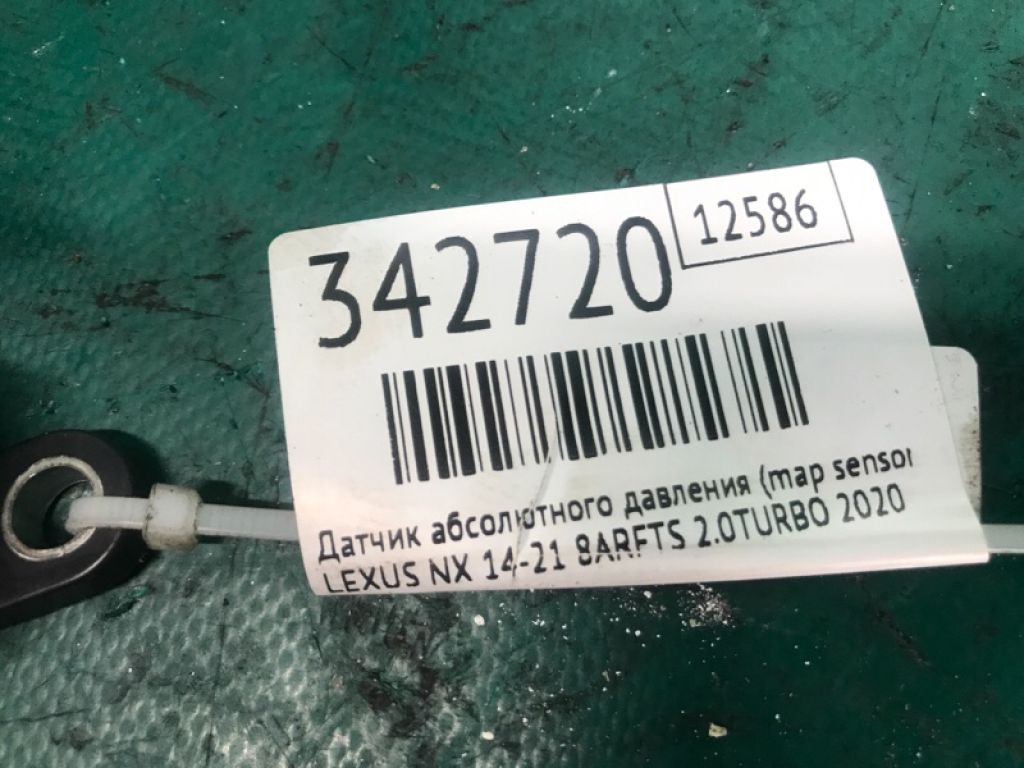 342720
12586
Датчик абсолютного давления (map sensor
LEXUS NX 14-21 8ARFTS 2.0TURBO 2020